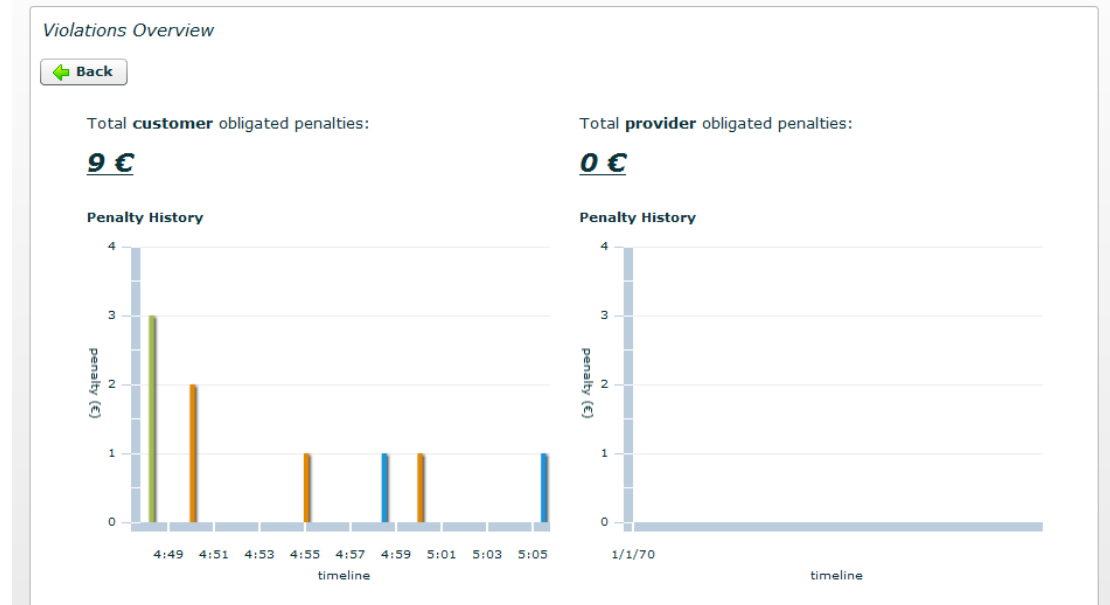 Violations Overview
Back
Total customer obligated penalties:
9 €
Penalty History
4
3
2
1
0
penalty (€)
4:49 4:51 4:53 4:55 4:57 4:59 5:01 5:03 5:05
timeline
Total provider obligated penalties:
0 €
Penalty History
4
3
2
1
0
penalty (€)
1/1/70
timeline